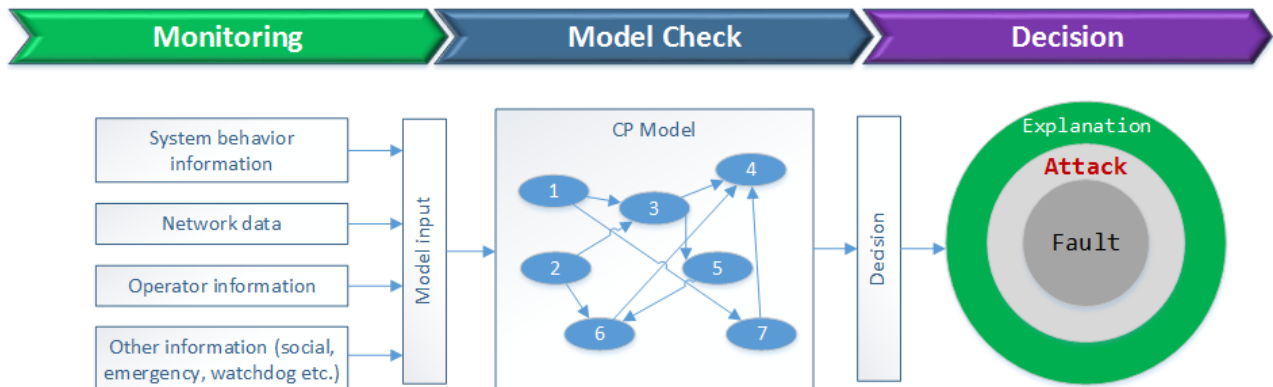 Monitoring
Model Check
Decision
System behavior
information
Network data
Operator information
Other information (social,
emergency, watchdog etc.)
Model input
CP Model
1
2
3
4
5
6
7
Decision
Explanation
Attack
Fault